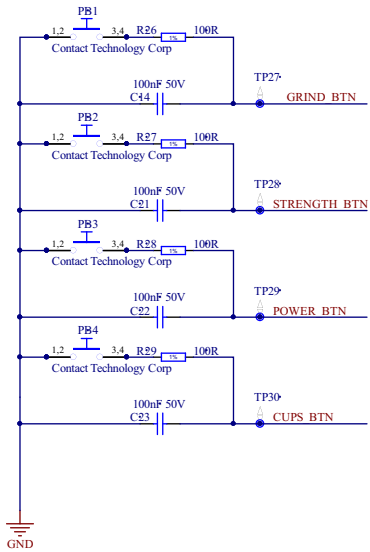 PB1
1,2 3,4 R26 100R
1%
Contact Technology Corp
100nF 50V
C14
TP27
GRIND_BTN
PB2
1,2 3,4 R27 100R
1%
Contact Technology Corp
100nF 50V
C21
TP28
STRENGTH_BTN
PB3
1,2 3,4 R28 100R
1%
Contact Technology Corp
100nF 50V
C22
TP29
POWER_BTN
PB4
1,2 3,4 R29 100R
1%
Contact Technology Corp
100nF 50V
C23
TP30
CUPS_BTN
GND